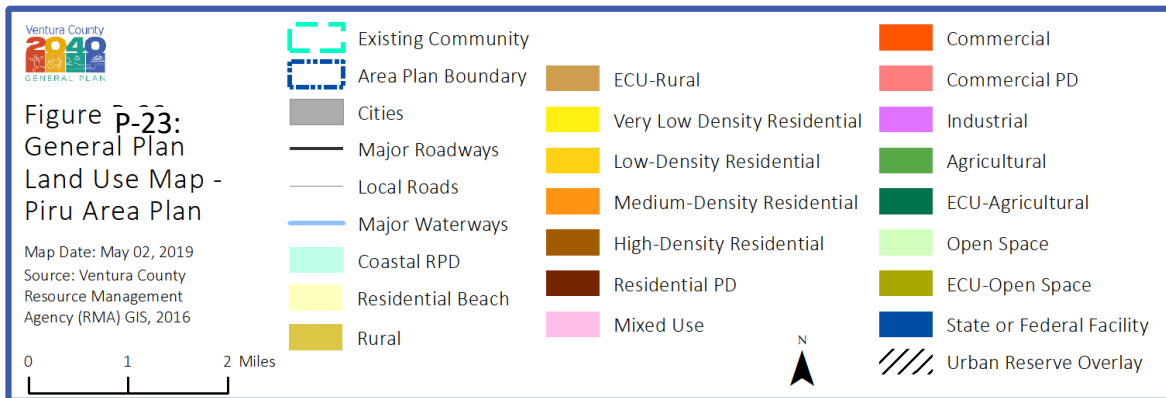 Ventura County
2040
GENERAL PLAN
Figure
P-23:
General Plan
Land Use Map -
Piru Area Plan
Map Date: May 02, 2019
Source: Ventura County
Resource Management
Agency (RMA) GIS, 2016
0 1 2 Miles
Existing Community
Area Plan Boundary
Cities
Major Roadways
Local Roads
Major Waterways
Coastal RPD
Residential Beach
Rural
ECU-Rural
Very Low Density Residential
Low-Density Residential
Medium-Density Residential
High-Density Residential
Residential PD
Mixed Use
N
Commercial
Commercial PD
Industrial
Agricultural
ECU-Agricultural
Open Space
ECU-Open Space
State or Federal Facility
Urban Reserve Overlay